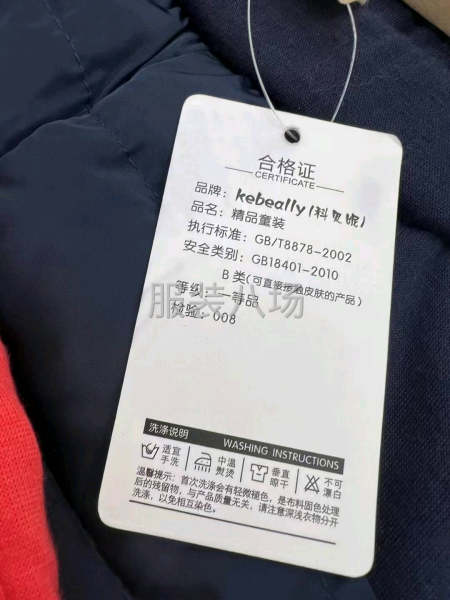 合格证
CERTIFICATE
品牌：kebeally(科贝妮)
品名：精品童装
执行标准：GB/T8878-2002
安全类别：GB18401-2010
B 类(可直接接触皮肤的产品)
等级：一等品
检验：008
服装八场
洗涤说明 WASHING INSTRUCTIONS
适宜手洗 中温熨烫 垂直晾干 不可漂白
温馨提示：首次洗涤会有轻微褪色，是布料固色处理
后的残留物，与产品质量无关，请注意深浅衣物分开
洗涤，以免相互染色。